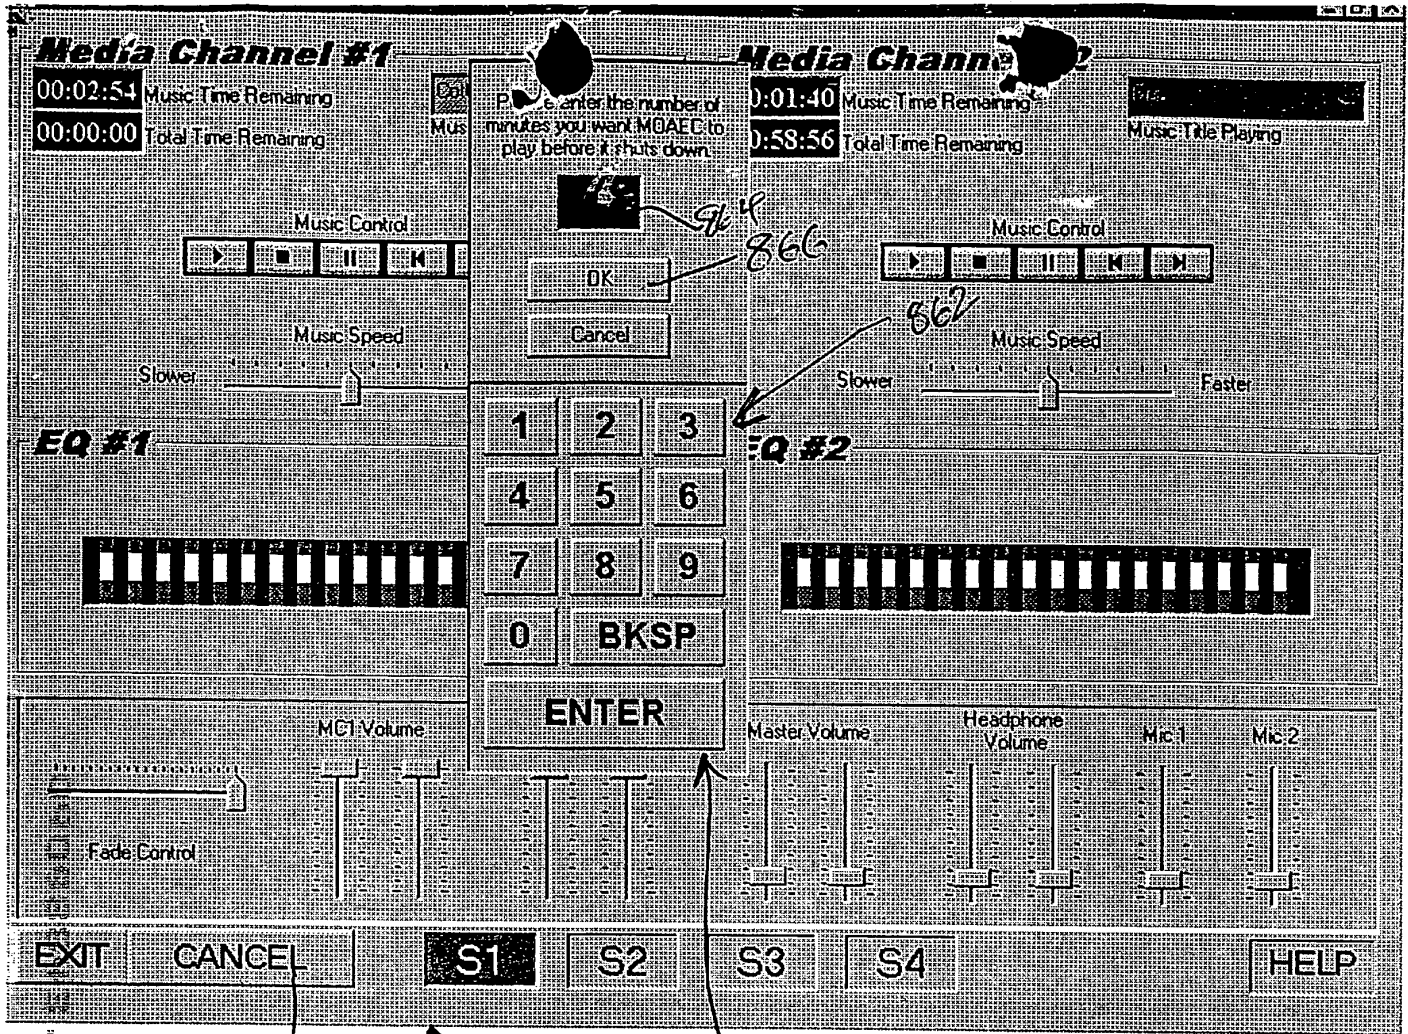 Media Channel #1
00:02:54 Music Time Remaining
00:00:00 Total Time Remaining
Music Control
Music Speed
Slower
EQ #1
enter the number of
minutes you want MOAEC to
play before it shuts down.
864
866
OK
Cancel
862
1 2 3
4 5 6
7 8 9
0 BKSP
ENTER
Media
0:01:40 Music Time Remaining
0:58:56 Total Time Remaining
Music Title Playing
Music Control
Music Speed
Slower Faster
EQ #2
MC1 Volume
Fade Control
Master Volume
Headphone
Volume
Mic 1
Mic 2
EXIT CANCEL S1 S2 S3 S4 HELP